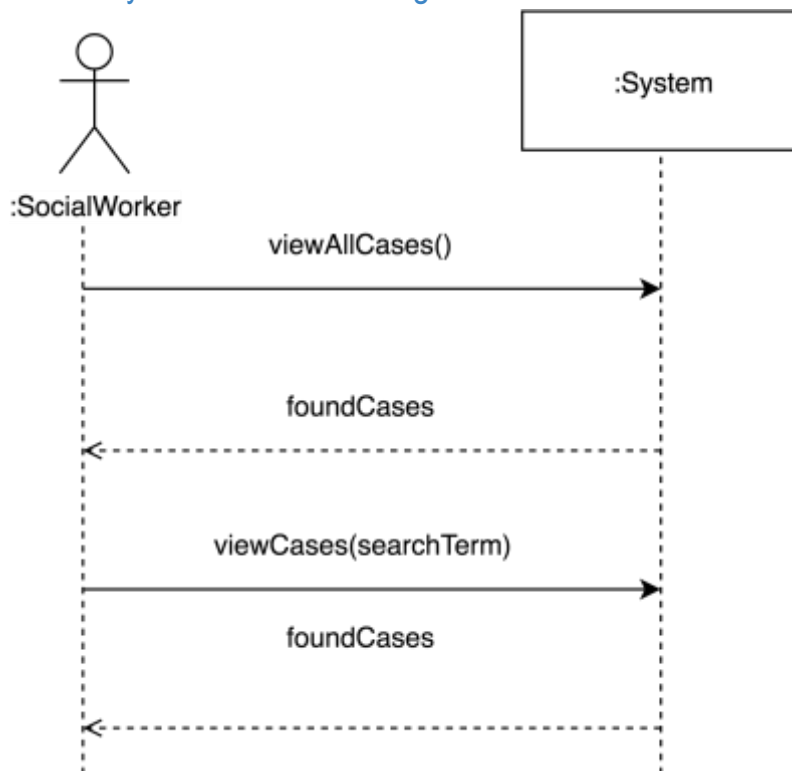 :System
:SocialWorker
viewAllCases()
foundCases
viewCases(searchTerm)
foundCases